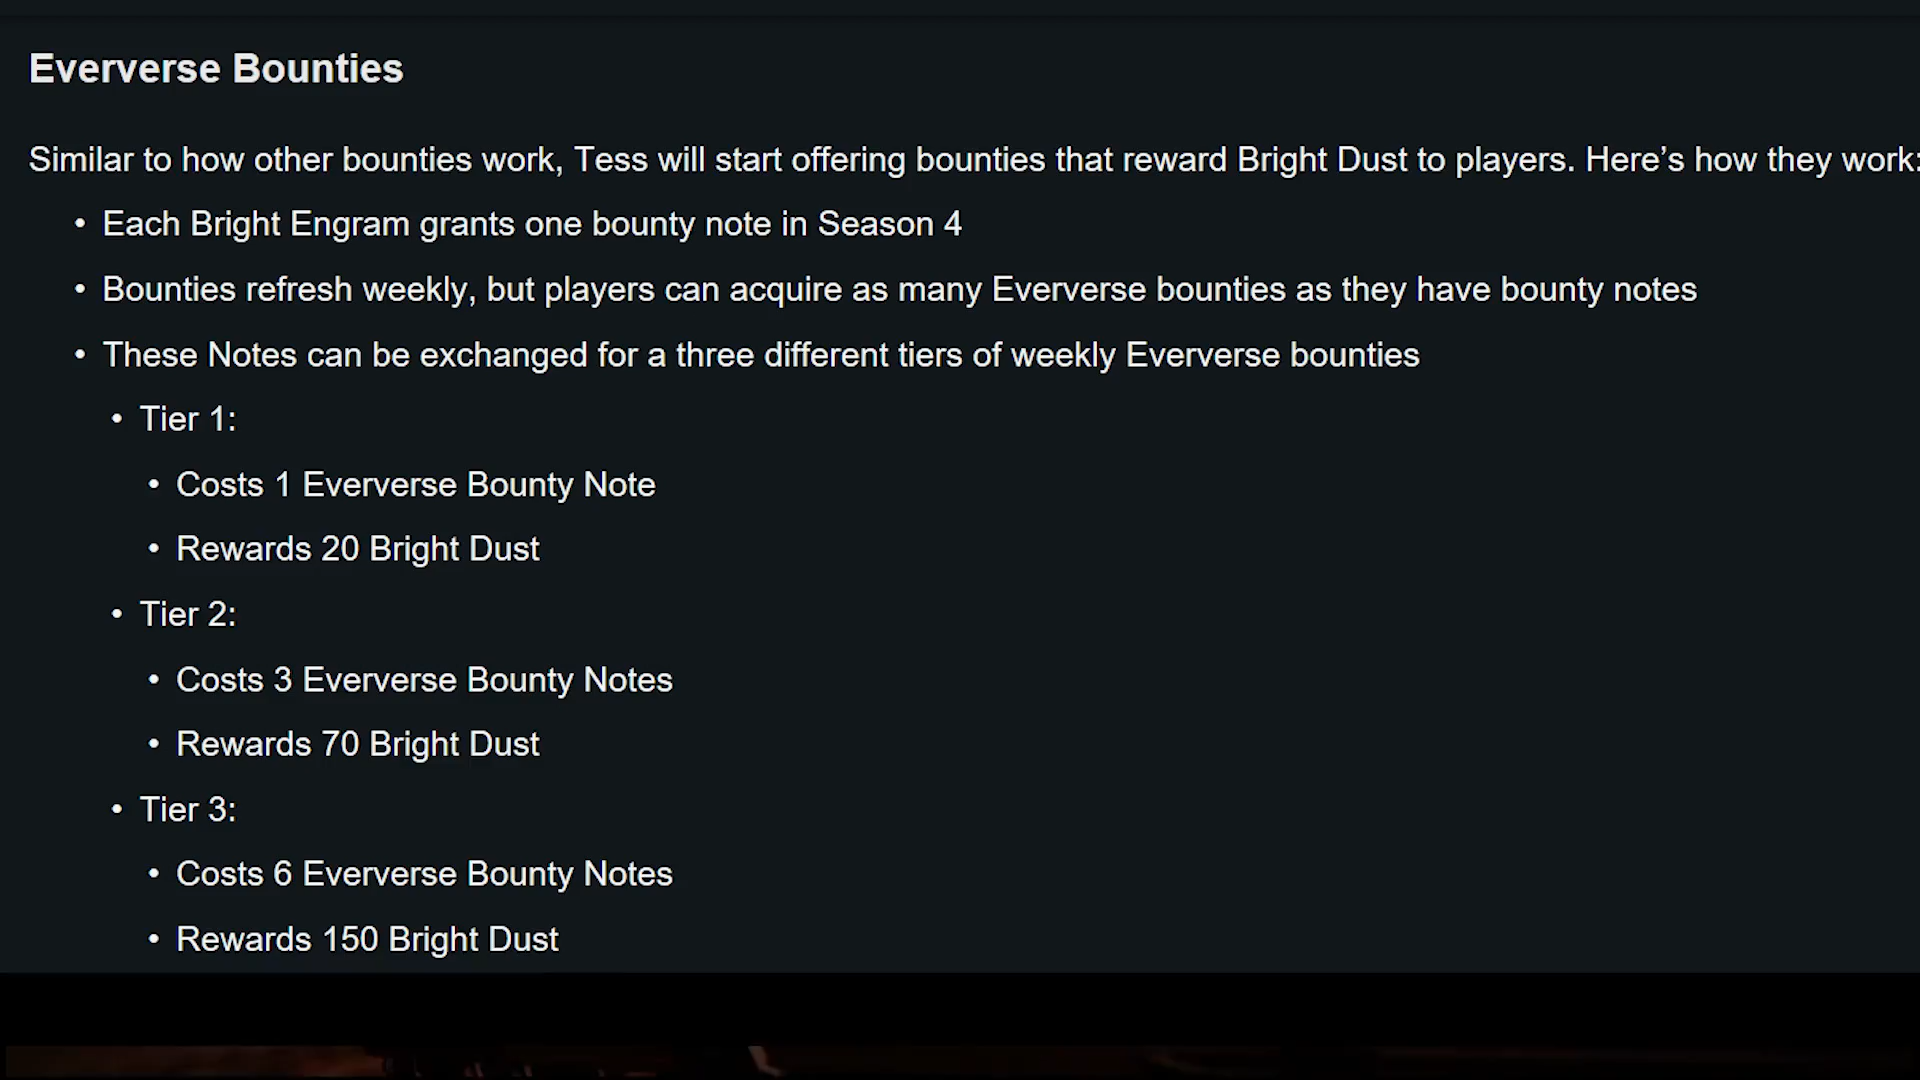 Eververse Bounties
Similar to how other bounties work, Tess will start offering bounties that reward Bright Dust to players. Here’s how they work:
• Each Bright Engram grants one bounty note in Season 4
• Bounties refresh weekly, but players can acquire as many Eververse bounties as they have bounty notes
• These Notes can be exchanged for a three different tiers of weekly Eververse bounties
• Tier 1:
• Costs 1 Eververse Bounty Note
• Rewards 20 Bright Dust
• Tier 2:
• Costs 3 Eververse Bounty Notes
• Rewards 70 Bright Dust
• Tier 3:
• Costs 6 Eververse Bounty Notes
• Rewards 150 Bright Dust